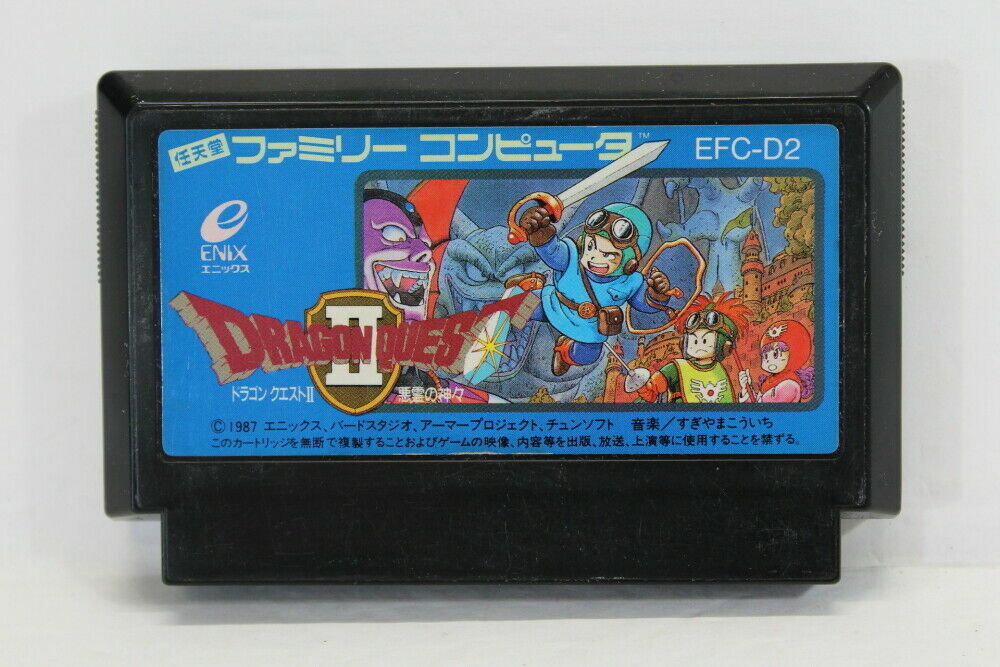 任天堂 ファミリー コンピュータ™ EFC-D2
ENIX
エニックス
DRAGON QUEST
II
ドラゴン クエストII 悪霊の神々
©1987 エニックス、バードスタジオ、アーマープロジェクト、チュンソフト 音楽/すぎやまこういち
このカートリッジを無断で複製することおよびゲームの映像、内容等を出版、放送、上演等に使用することを禁ずる。